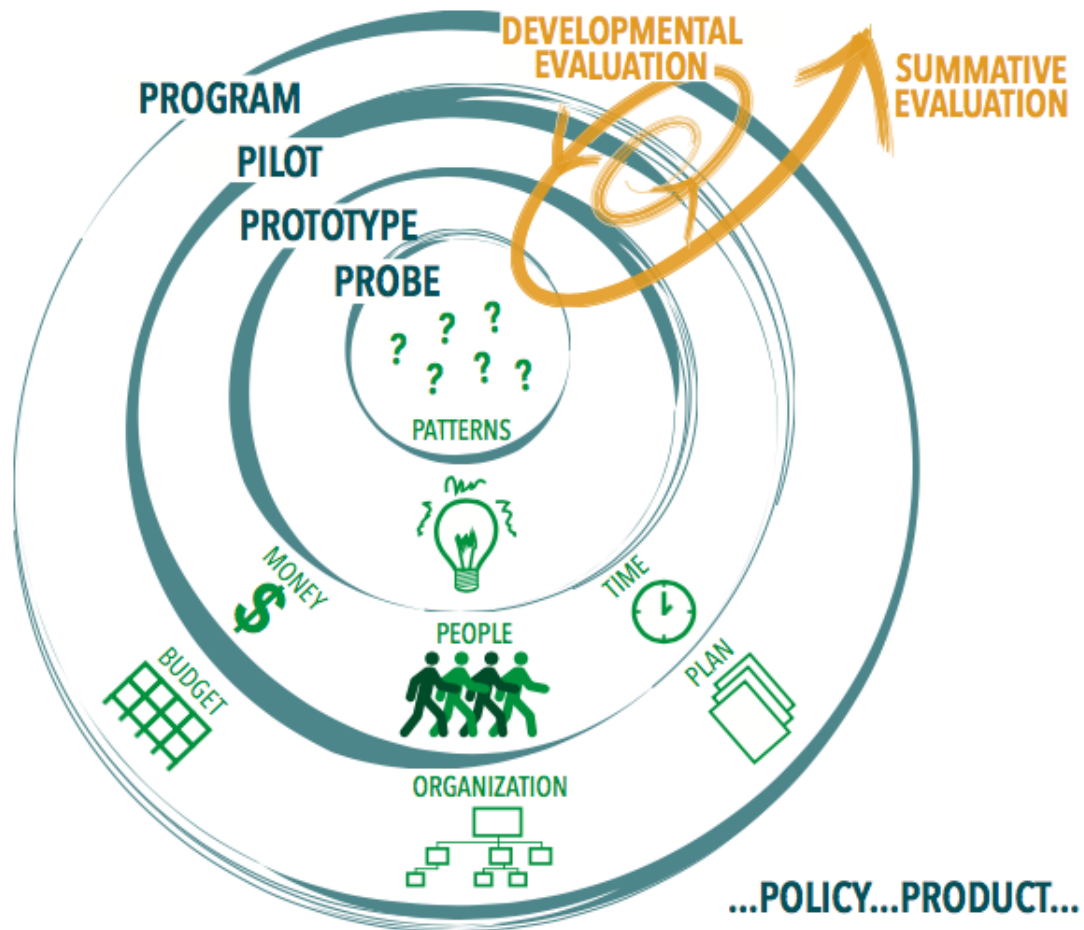 DEVELOPMENTAL
EVALUATION
SUMMATIVE
EVALUATION
PROGRAM
PILOT
PROTOTYPE
PROBE
? ? ?
? ? ?
PATTERNS
MONEY
$
TIME
PEOPLE
BUDGET
PLAN
ORGANIZATION
...POLICY...PRODUCT...